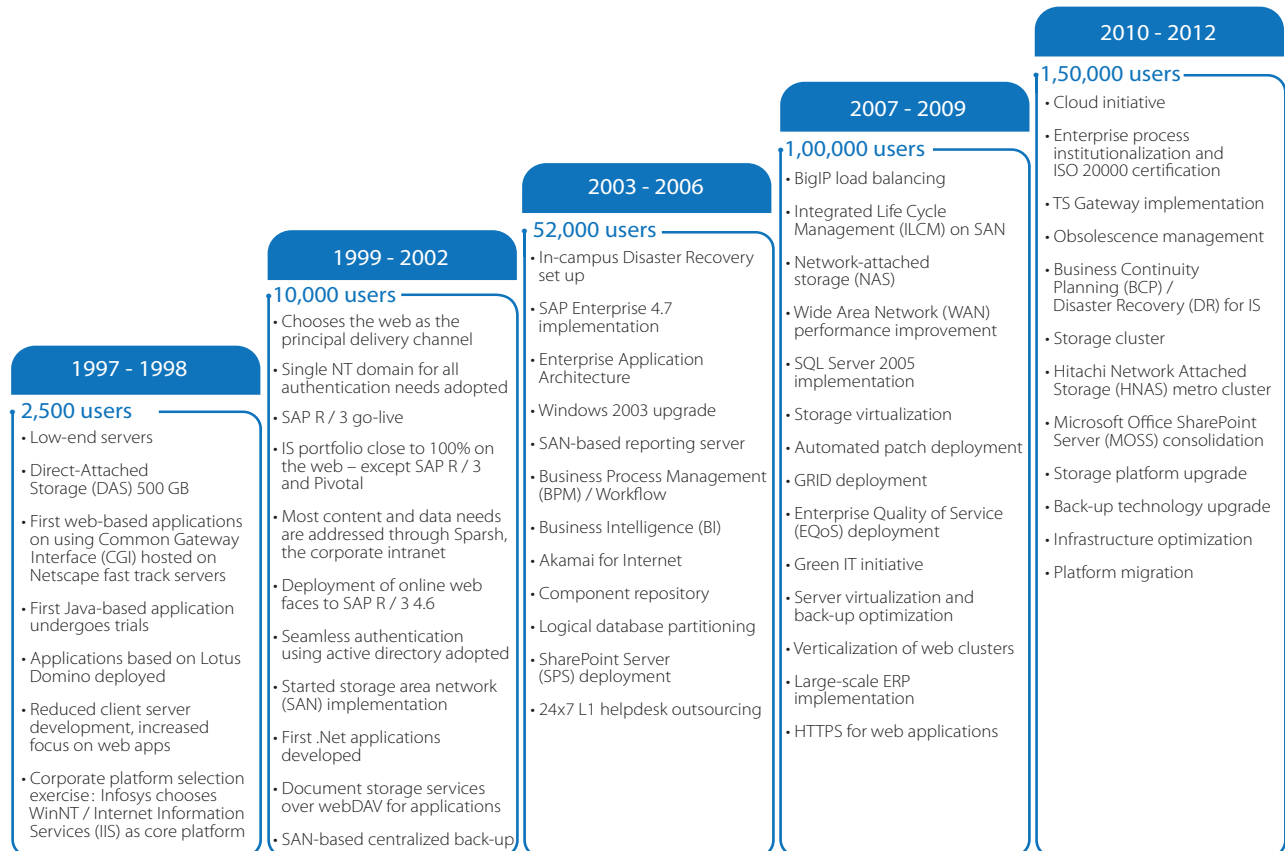 1997 - 1998
2,500 users
• Low-end servers
• Direct-Attached
Storage (DAS) 500 GB
• First web-based applications
on using Common Gateway
Interface (CGI) hosted on
Netscape fast track servers
• First Java-based application
undergoes trials
• Applications based on Lotus
Domino deployed
• Reduced client server
development, increased
focus on web apps
• Corporate platform selection
exercise: Infosys chooses
WinNT / Internet Information
Services (IIS) as core platform
1999 - 2002
10,000 users
• Chooses the web as the
principal delivery channel
• Single NT domain for all
authentication needs adopted
• SAP R / 3 go-live
• IS portfolio close to 100% on
the web – except SAP R / 3
and Pivotal
• Most content and data needs
are addressed through Sparsh,
the corporate intranet
• Deployment of online web
faces to SAP R / 3 4.6
• Seamless authentication
using active directory adopted
• Started storage area network
(SAN) implementation
• First .Net applications
developed
• Document storage services
over webDAV for applications
• SAN-based centralized back-up
2003 - 2006
52,000 users
• In-campus Disaster Recovery
set up
• SAP Enterprise 4.7
implementation
• Enterprise Application
Architecture
• Windows 2003 upgrade
• SAN-based reporting server
• Business Process Management
(BPM) / Workflow
• Business Intelligence (BI)
• Akamai for Internet
• Component repository
• Logical database partitioning
• SharePoint Server
(SPS) deployment
• 24x7 L1 helpdesk outsourcing
2007 - 2009
1,00,000 users
• BigIP load balancing
• Integrated Life Cycle
Management (ILCM) on SAN
• Network-attached
storage (NAS)
• Wide Area Network (WAN)
performance improvement
• SQL Server 2005
implementation
• Storage virtualization
• Automated patch deployment
• GRID deployment
• Enterprise Quality of Service
(EQoS) deployment
• Green IT initiative
• Server virtualization and
back-up optimization
• Verticalization of web clusters
• Large-scale ERP
implementation
• HTTPS for web applications
2010 - 2012
1,50,000 users
• Cloud initiative
• Enterprise process
institutionalization and
ISO 20000 certification
• TS Gateway implementation
• Obsolescence management
• Business Continuity
Planning (BCP) /
Disaster Recovery (DR) for IS
• Storage cluster
• Hitachi Network Attached
Storage (HNAS) metro cluster
• Microsoft Office SharePoint
Server (MOSS) consolidation
• Storage platform upgrade
• Back-up technology upgrade
• Infrastructure optimization
• Platform migration